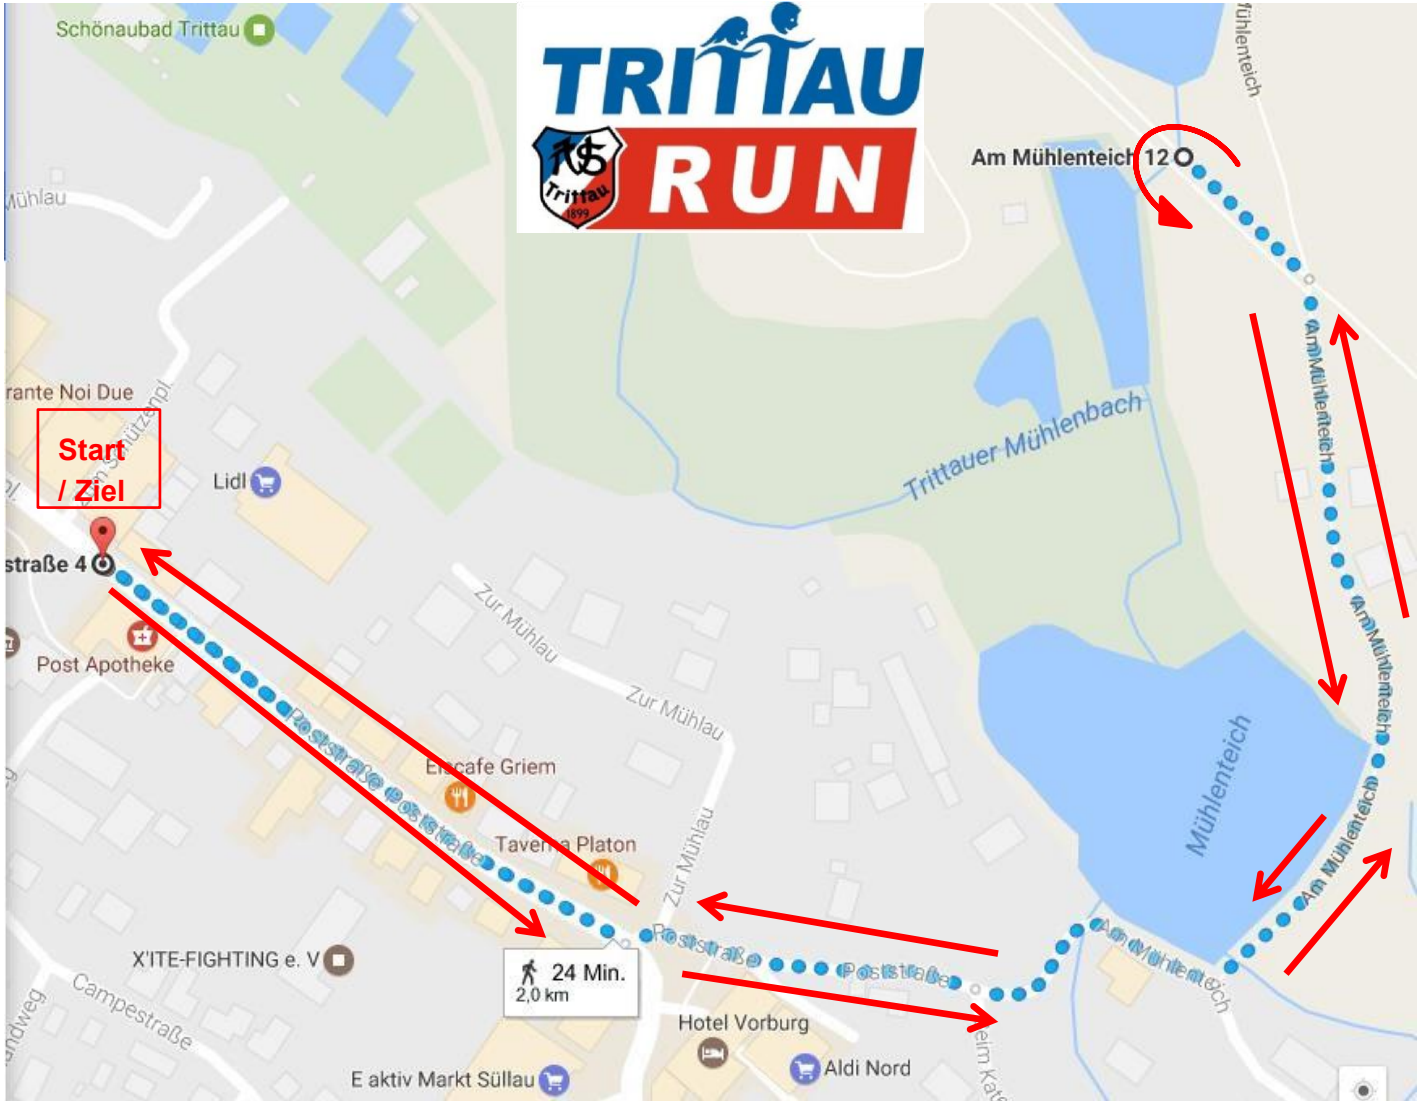 Schönaubad Trittau
TRITTAU
RUN
Trittau
1899
Am Mühlenteich 12
Mühlau
rante Noi Due
Start
/ Ziel
Zum Schützenpl.
Lidl
straße 4
Post Apotheke
Trittauer Mühlenbach
Am Mühlenteich
Am Mühlenteich
Am Mühlenteich
Am Mühlenteich
Mühlenteich
Zur Mühlau
Zur Mühlau
Zur Mühlau
Poststraße
Poststraße
Eiscafe Griem
Taverna Platon
Poststraße
Poststraße
X'ITE-FIGHTING e. V
24 Min.
2,0 km
Campestraße
Hotel Vorburg
Aldi Nord
E aktiv Markt Süllau